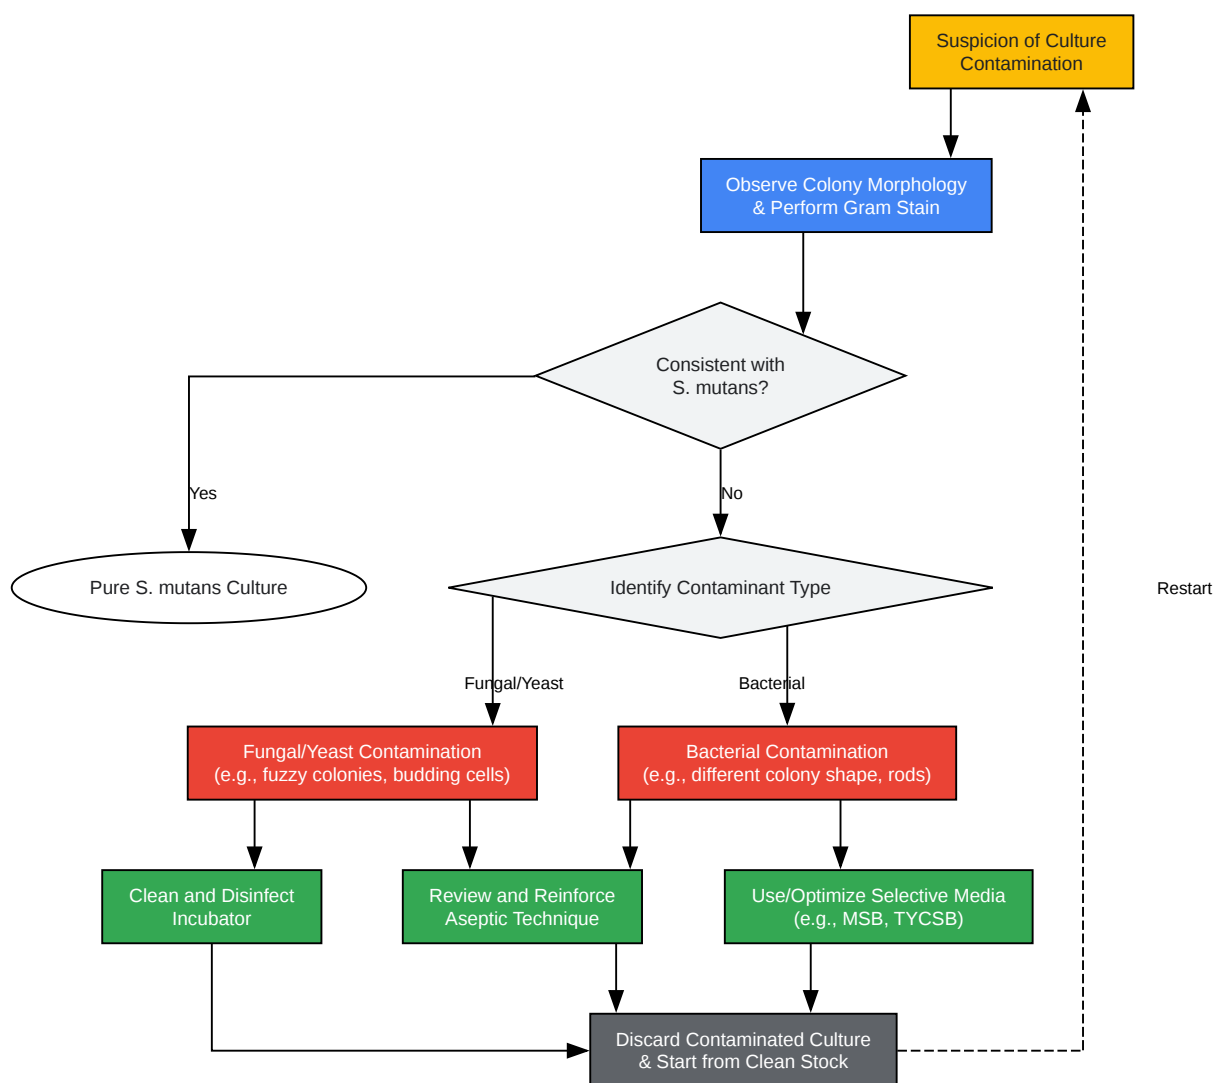 Suspicion of Culture
Contamination
Observe Colony Morphology
& Perform Gram Stain
Consistent with
S. mutans?
Yes
No
Pure S. mutans Culture
Identify Contaminant Type
Restart
Fungal/Yeast
Bacterial
Fungal/Yeast Contamination
(e.g., fuzzy colonies, budding cells)
Bacterial Contamination
(e.g., different colony shape, rods)
Clean and Disinfect
Incubator
Review and Reinforce
Aseptic Technique
Use/Optimize Selective Media
(e.g., MSB, TYCSB)
Discard Contaminated Culture
& Start from Clean Stock